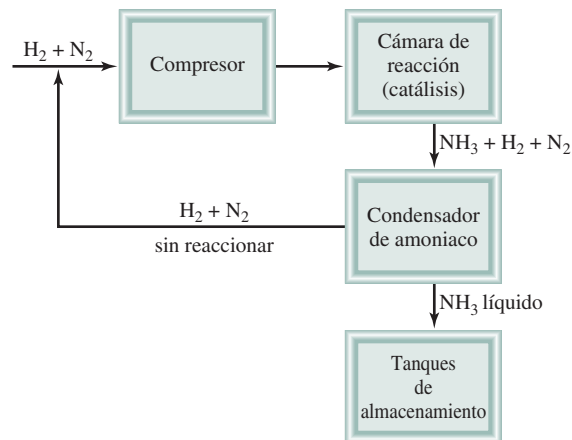 H₂ + N₂
Compresor
Cámara de
reacción
(catálisis)
NH₃ + H₂ + N₂
H₂ + N₂
sin reaccionar
Condensador
de amoniaco
NH₃ líquido
Tanques
de
almacenamiento